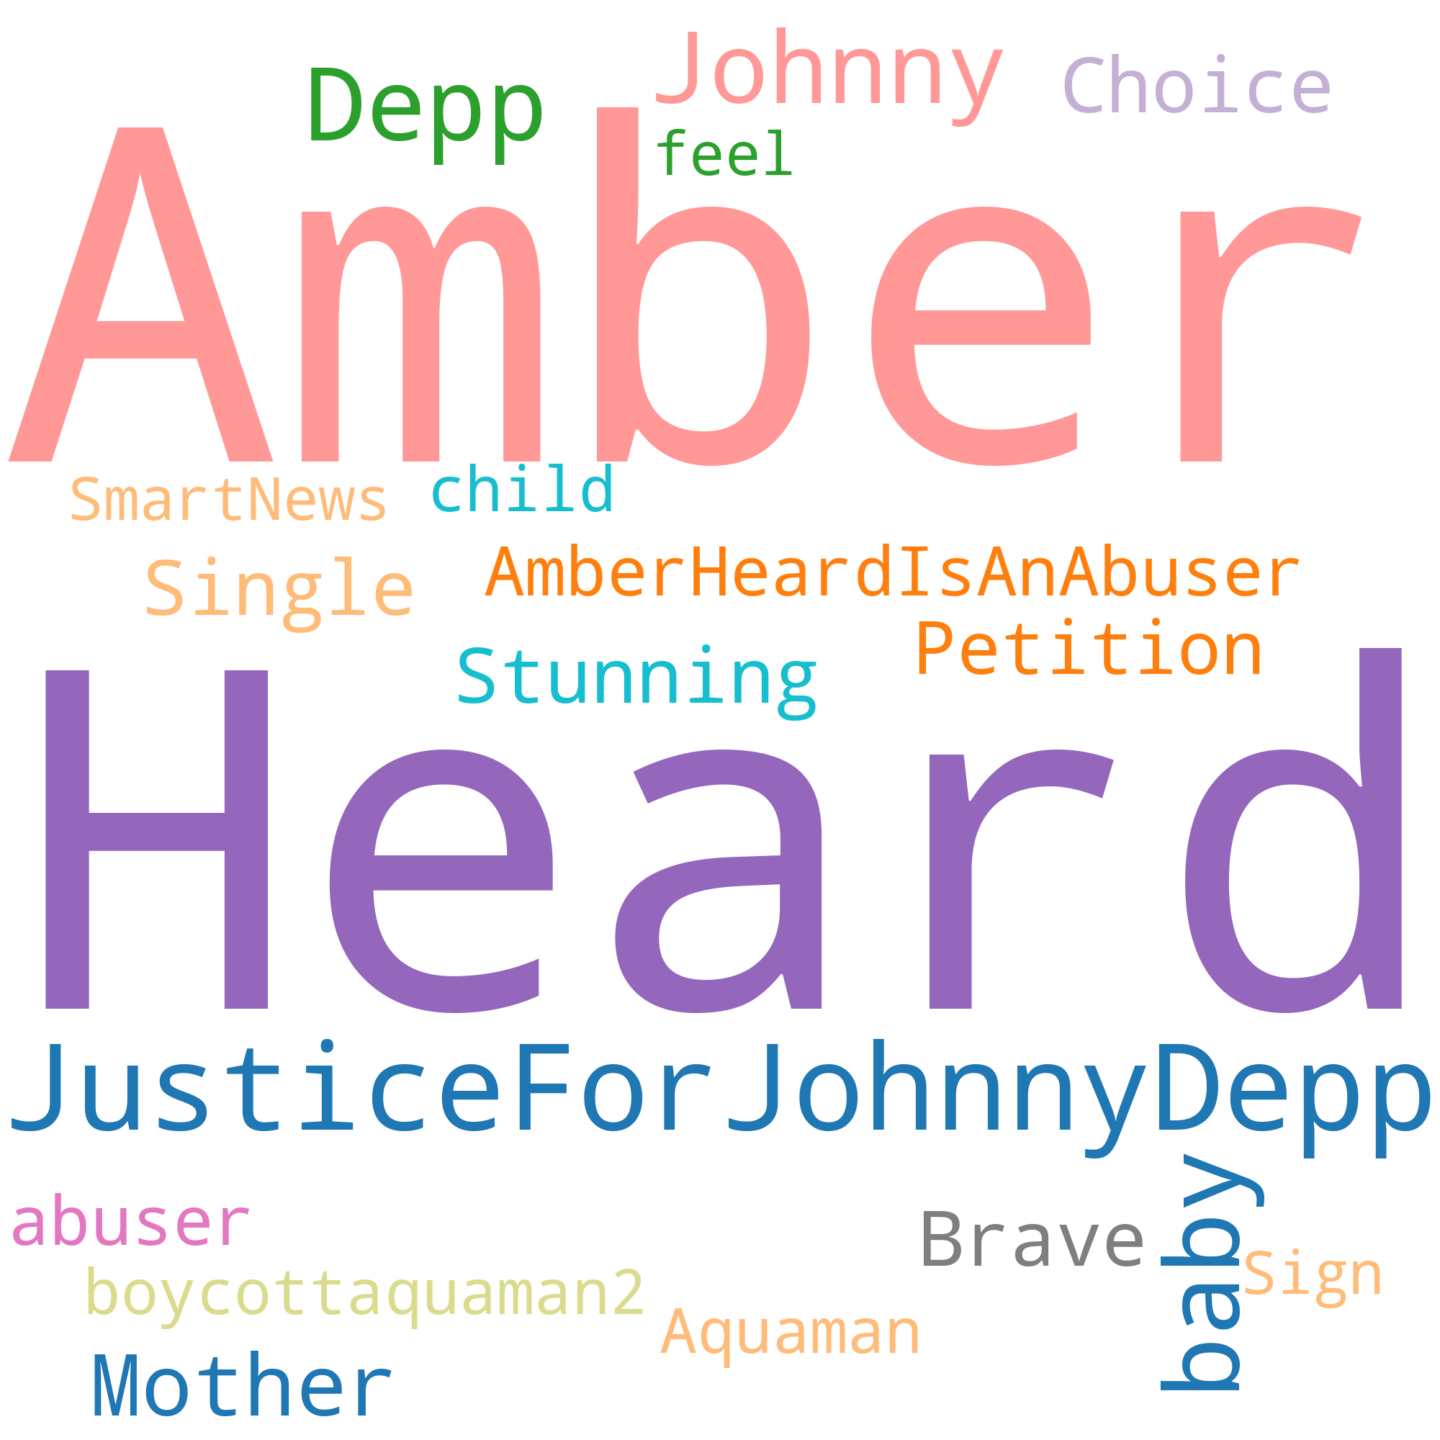 Johnny
Depp
Choice
feel
Amber
SmartNews
child
AmberHeardIsAnAbuser
Single
Petition
Stunning
Heard
JusticeForJohnnyDepp
baby
abuser
Brave
Sign
boycottaquaman2
Aquaman
Mother